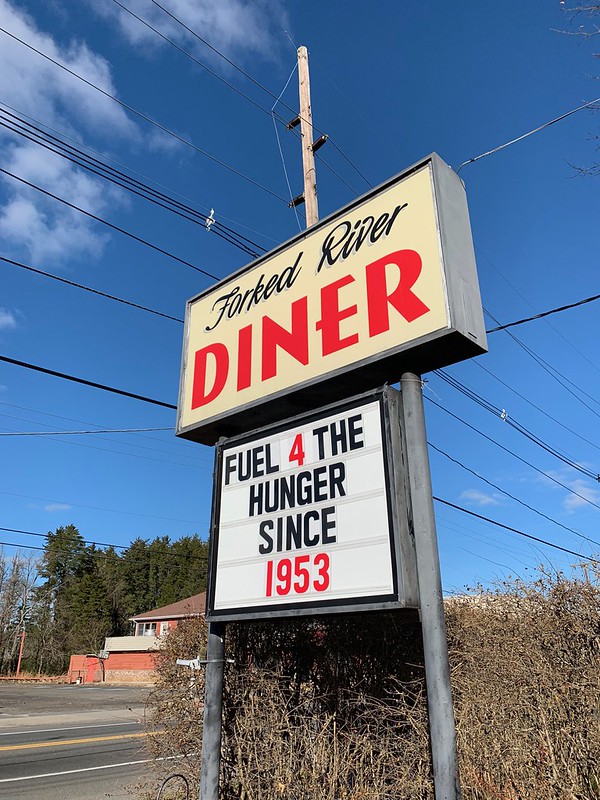 Forked River
DINER
FUEL 4 THE
HUNGER
SINCE
1953